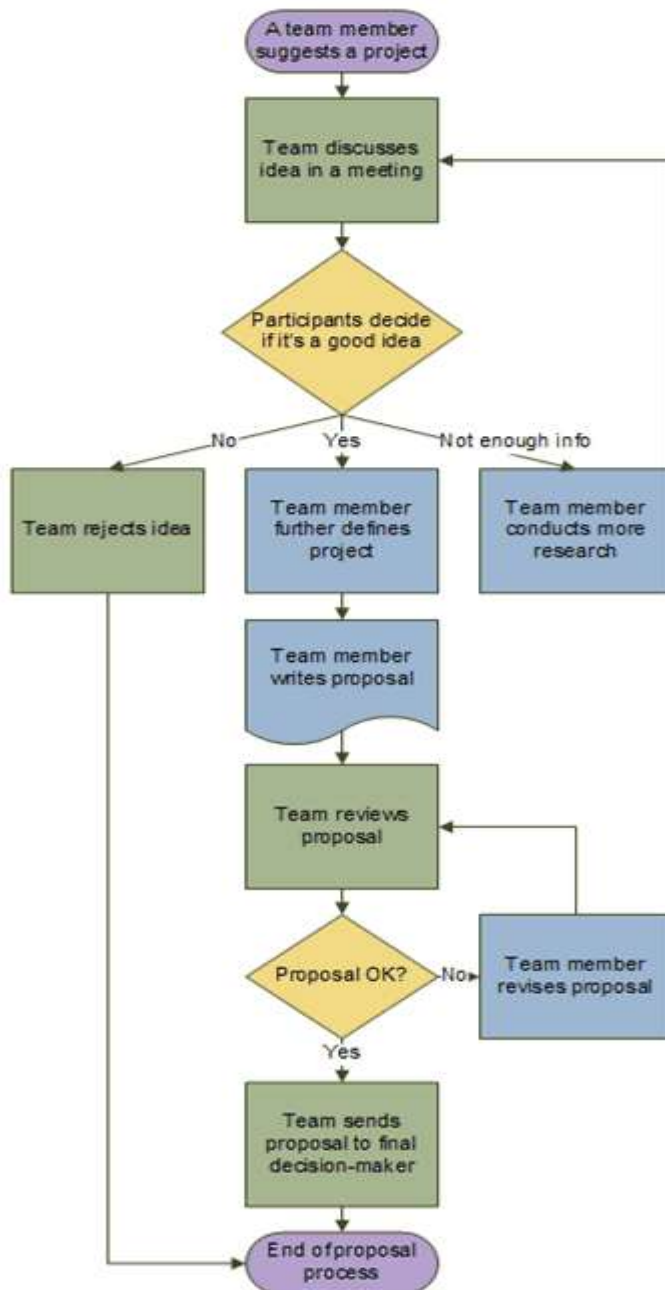 A team member
suggests a project
Team discusses
idea in a meeting
Participants decide
if it's a good idea
No
Yes
Not enough info
Team rejects idea
Team member
further defines
project
Team member
conducts more
research
Team member
writes proposal
Team reviews
proposal
Proposal OK?
No
Team member
revises proposal
Yes
Team sends
proposal to final
decision-maker
End of proposal
process